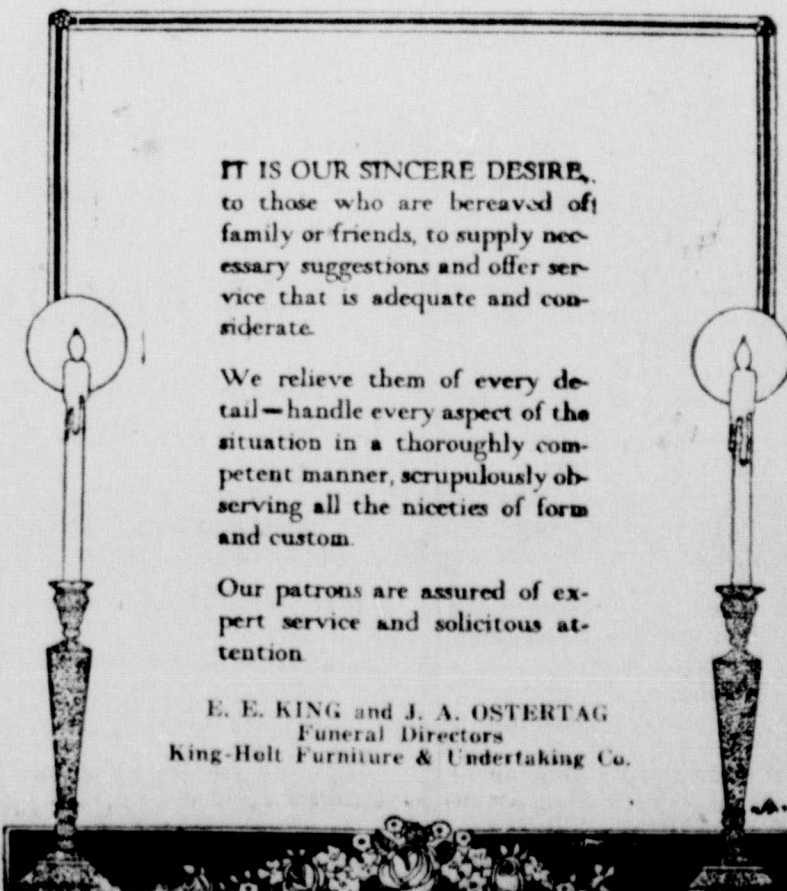 IT IS OUR SINCERE DESIRE,
to those who are bereaved of
family or friends, to supply nec-
essary suggestions and offer ser-
vice that is adequate and con-
siderate.
We relieve them of every de-
tail—handle every aspect of the
situation in a thoroughly com-
petent manner, scrupulously ob-
serving all the niceties of form
and custom.
Our patrons are assured of ex-
pert service and solicitous at-
tention
E. E. KING and J. A. OSTERTAG
Funeral Directors
King-Holt Furniture & Undertaking Co.